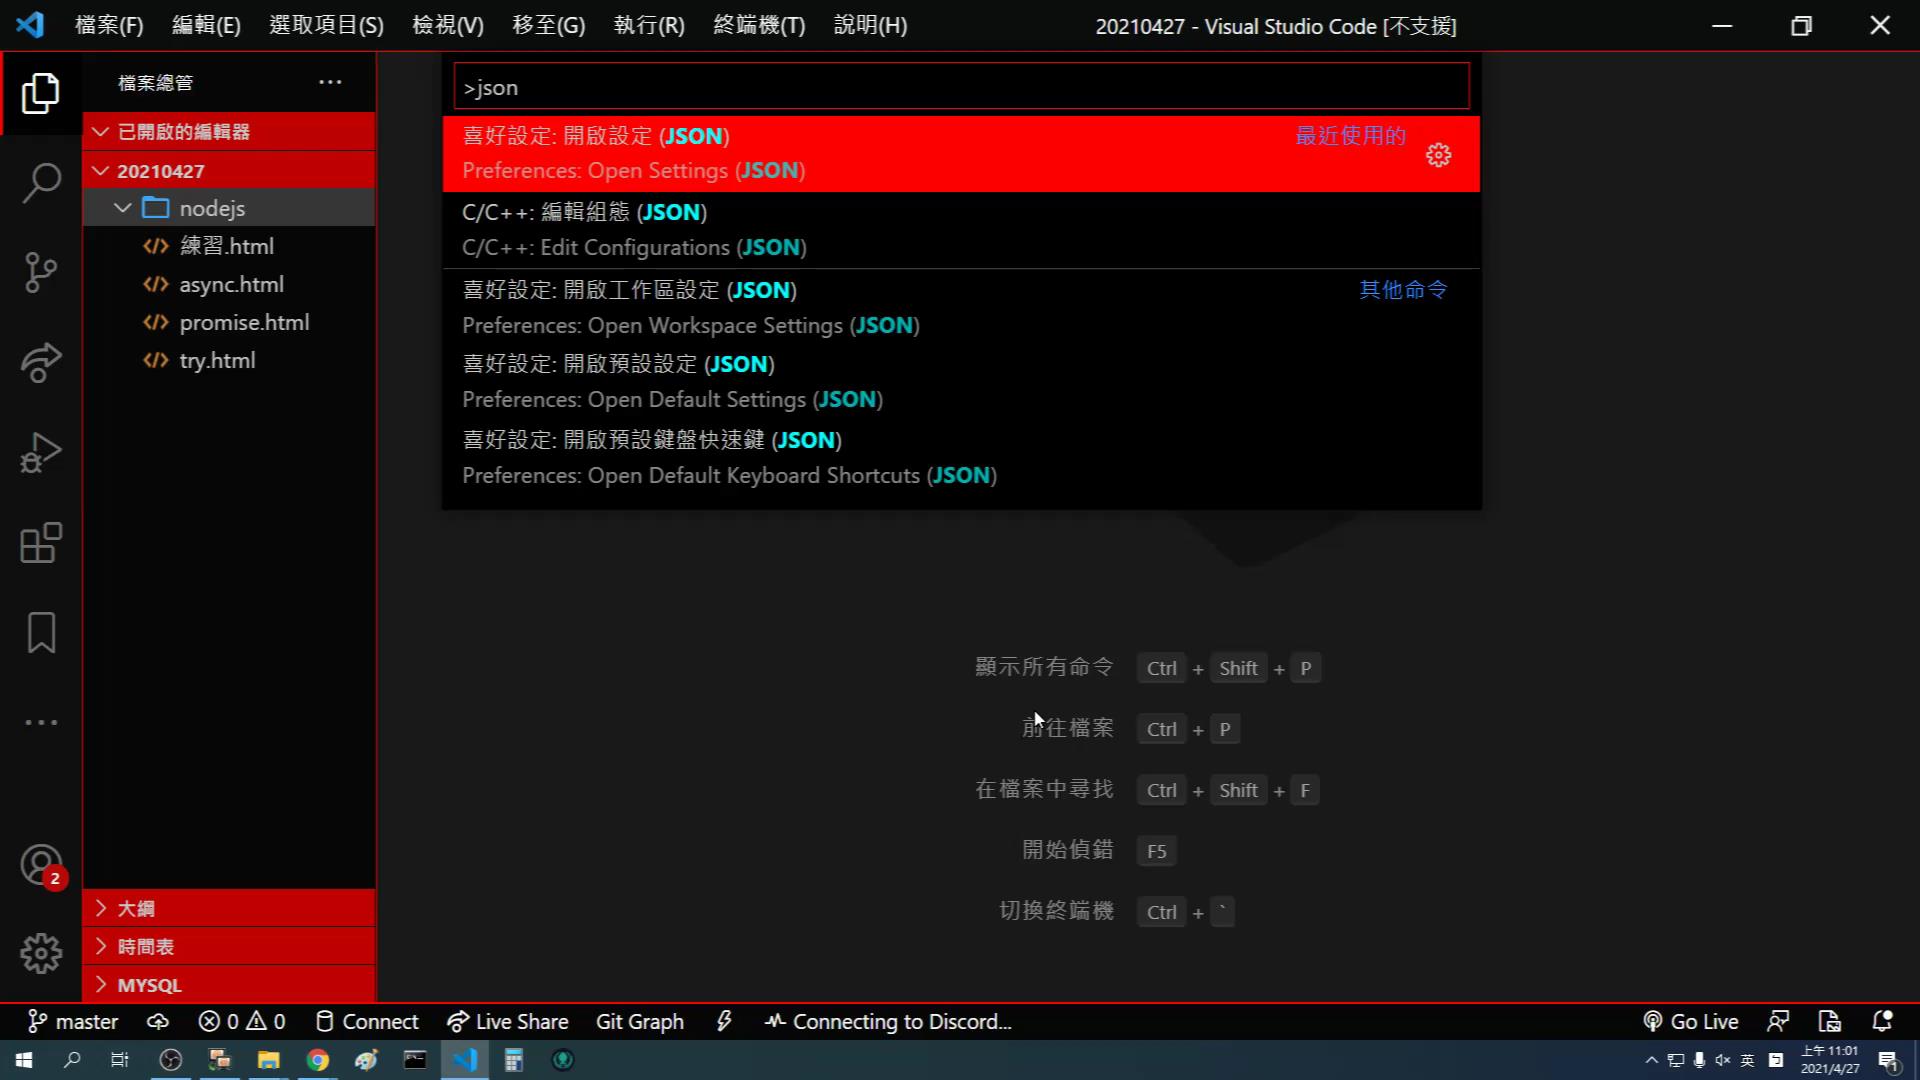 檔案(F) 編輯(E) 選取項目(S) 檢視(V) 移至(G) 執行(R) 終端機(T) 說明(H) 20210427 - Visual Studio Code [不支援]
檔案總管
已開啟的編輯器
20210427
nodejs
練習.html
async.html
promise.html
try.html
大綱
時間表
MYSQL
2
>json
喜好設定: 開啟設定 (JSON) 最近使用的
Preferences: Open Settings (JSON)
C/C++: 編輯組態 (JSON)
C/C++: Edit Configurations (JSON)
喜好設定: 開啟工作區設定 (JSON) 其他命令
Preferences: Open Workspace Settings (JSON)
喜好設定: 開啟預設設定 (JSON)
Preferences: Open Default Settings (JSON)
喜好設定: 開啟預設鍵盤快速鍵 (JSON)
Preferences: Open Default Keyboard Shortcuts (JSON)
顯示所有命令 Ctrl + Shift + P
前往檔案 Ctrl + P
在檔案中尋找 Ctrl + Shift + F
開始偵錯 F5
切換終端機 Ctrl + `
master 0 0 Connect Live Share Git Graph Connecting to Discord... Go Live
英 上午 11:01
2021/4/27
1